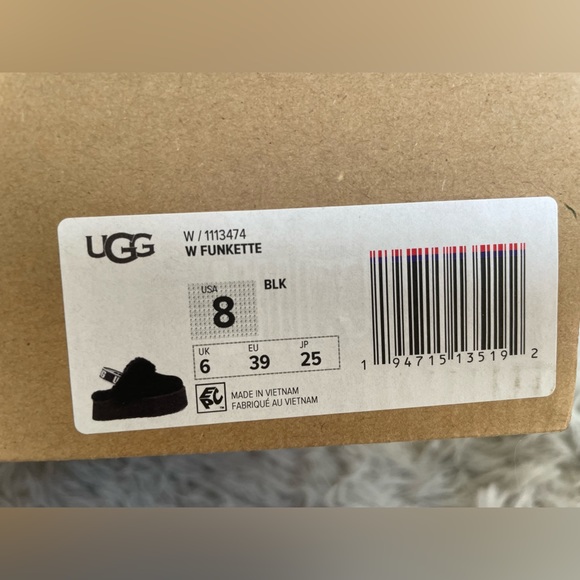 UGG
W / 1113474
W FUNKETTE
BLK
USA
8
UK EU JP
6 39 25
1 94715 13519 2
MADE IN VIETNAM
FABRIQUÉ AU VIETNAM